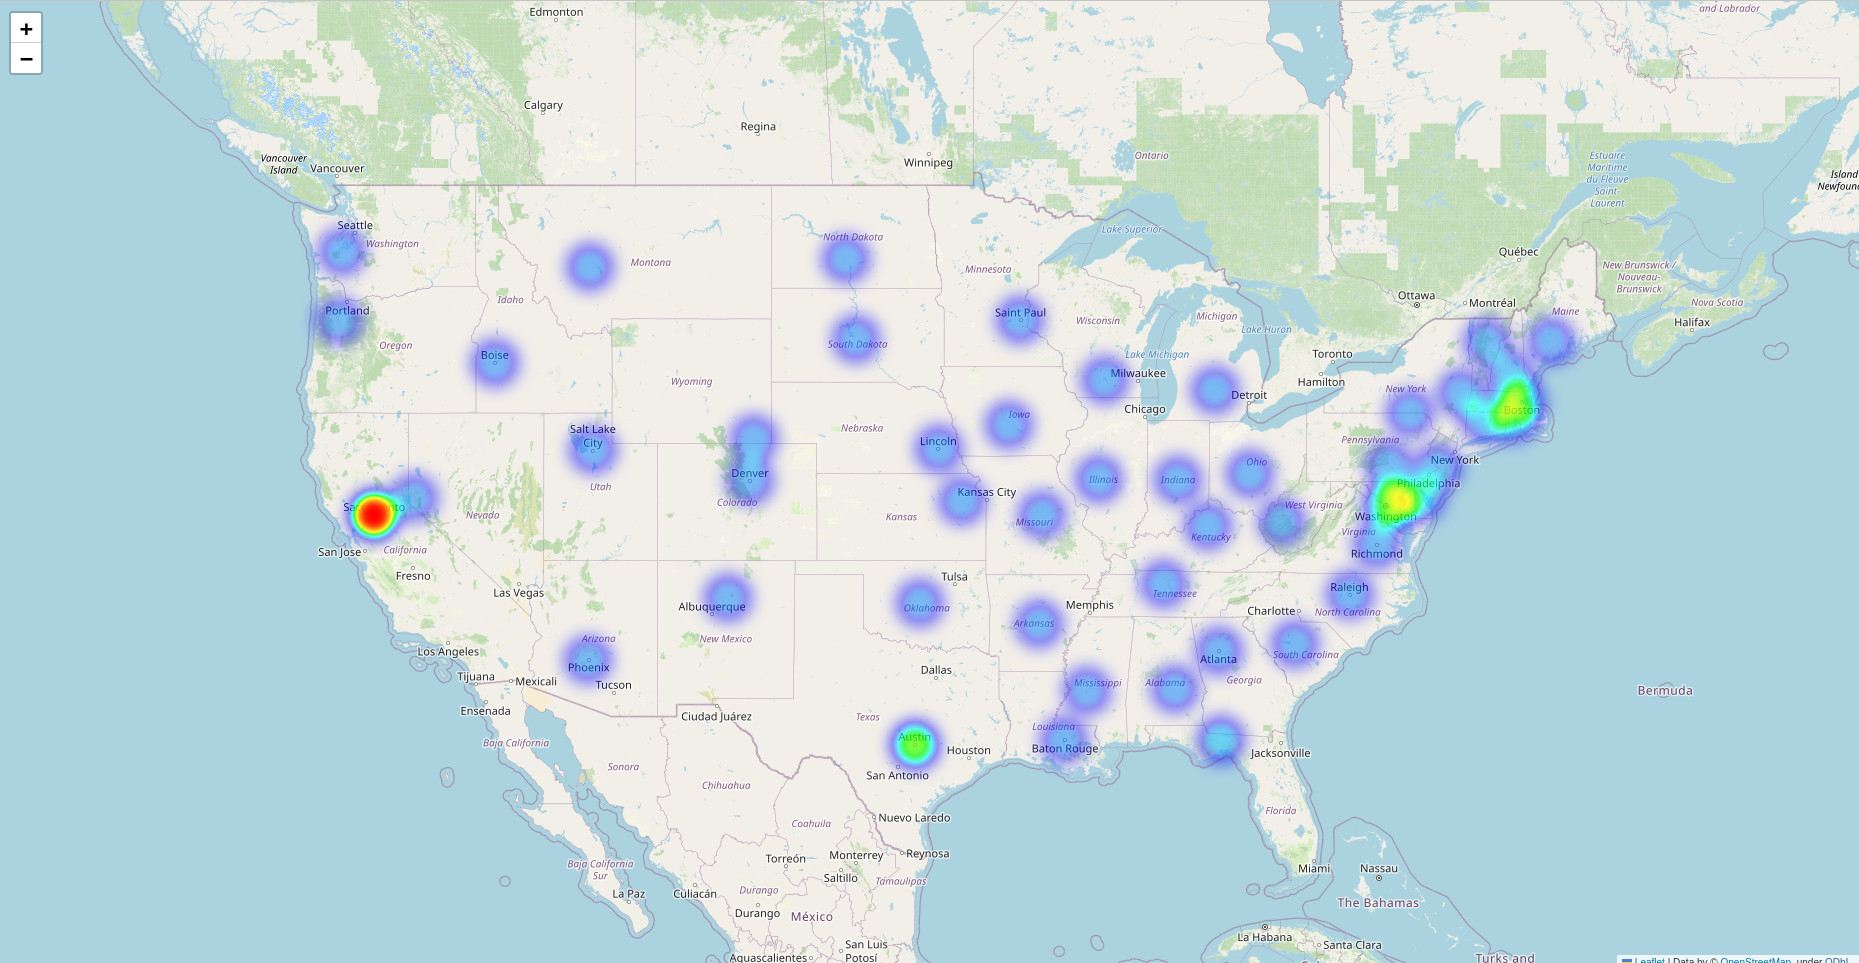 +
−
Edmonton
and Labrador
Calgary
Regina
Winnipeg
Ontario
Vancouver
Island
Vancouver
Estuaire
Maritime
du Fleuve
Saint-
Laurent
Island
Newfoun
Seattle
Washington
Montana
North Dakota
Minnesota
Lake Superior
Québec
New Brunswick /
Nouveau-
Brunswick
Nova Scotia
Halifax
Ottawa
Montréal
Maine
Idaho
Portland
Oregon
Boise
Saint Paul
Wisconsin
Michigan
Lake Huron
South Dakota
Lake Michigan
Toronto
Hamilton
Wyoming
Milwaukee
Detroit
Chicago
New York
Boston
Salt Lake
City
Nebraska
Lincoln
Iowa
Pennsylvania
New York
Philadelphia
Denver
Colorado
Utah
Nevada
Kansas City
Kansas
Missouri
Illinois
Indiana
Ohio
West Virginia
Washington
Virginia
Richmond
Kentucky
San Jose
California
Fresno
Las Vegas
Tulsa
Albuquerque
New Mexico
Oklahoma
Arkansas
Memphis
Tennessee
Raleigh
North Carolina
Charlotte
South Carolina
Los Angeles
Arizona
Phoenix
Tucson
Tijuana
Mexicali
Ensenada
Dallas
Mississippi
Alabama
Atlanta
Georgia
Bermuda
Ciudad Juárez
Texas
Austin
Houston
San Antonio
Louisiana
Baton Rouge
Jacksonville
Baja California
Sonora
Chihuahua
Coahuila
Nuevo Laredo
Florida
Miami
Nassau
The Bahamas
Baja California
Sur
La Paz
Culiacán
Torreón
Monterrey
Reynosa
Saltillo
Tamaulipas
Durango
Durango
México
San Luis
Potosí
Aguascalientes
La Habana
Santa Clara
Turks and
Leaflet | Data by © OpenStreetMap, under ODbL